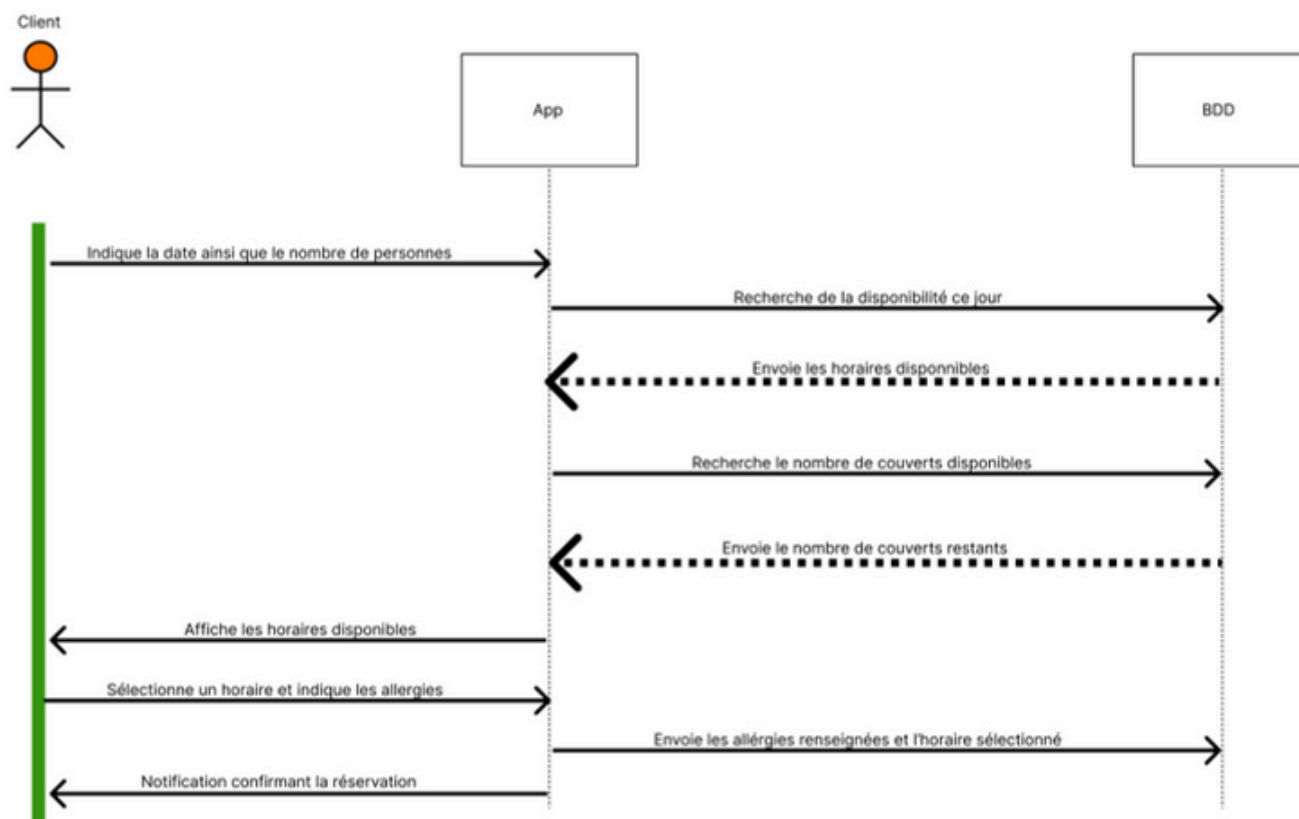 Client
App
BDD
Indique la date ainsi que le nombre de personnes
Recherche de la disponibilité ce jour
Envoie les horaires disponnibles
Recherche le nombre de couverts disponibles
Envoie le nombre de couverts restants
Affiche les horaires disponibles
Sélectionne un horaire et indique les allergies
Envoie les allérgies renseignées et l'horaire sélectionné
Notification confirmant la réservation